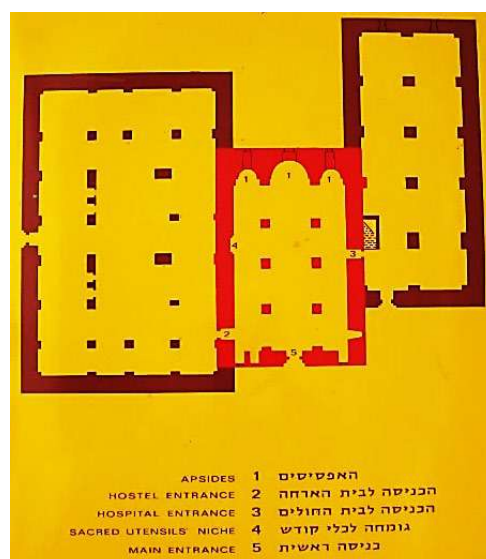 1 1 1
4
3
2
5
APSIDES 1 האפסיסים
HOSTEL ENTRANCE 2 הכניסה לבית הארחה
HOSPITAL ENTRANCE 3 הכניסה לבית החולים
SACRED UTENSILS' NICHE 4 גומחה לכלי קודש
MAIN ENTRANCE 5 כניסה ראשית